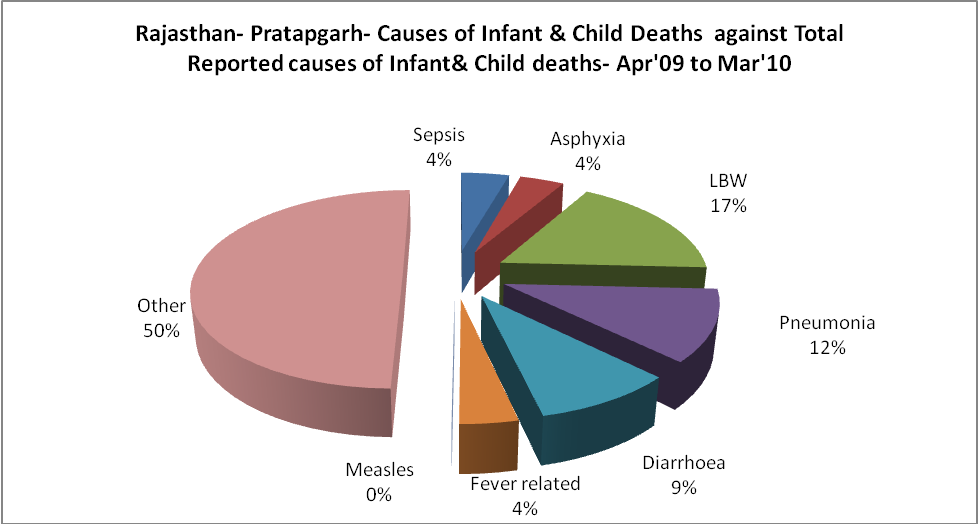 Rajasthan- Pratapgarh- Causes of Infant & Child Deaths  against Total
Reported causes of Infant& Child deaths- Apr'09 to Mar'10
Sepsis
4%
Asphyxia
4%
LBW
17%
Pneumonia
12%
Diarrhoea
9%
Fever related
4%
Measles
0%
Other
50%